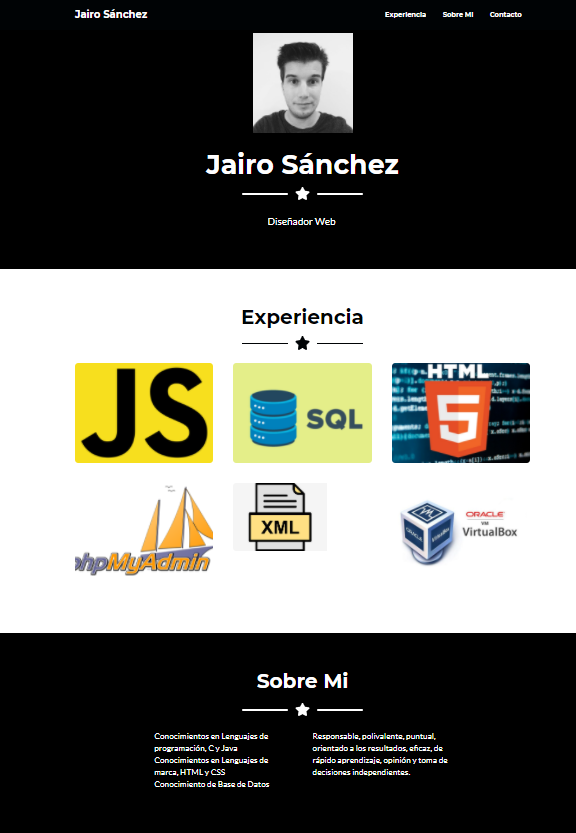 Jairo Sánchez
Experiencia Sobre Mi Contacto
Jairo Sánchez
Diseñador Web
Experiencia
JS
SQL
HTML
5
phpMyAdmin
XML
ORACLE
VM
VirtualBox
Sobre Mi
Conocimientos en Lenguajes de
programación, C y Java
Conocimientos en Lenguajes de
marca, HTML y CSS
Conocimiento de Base de Datos
Responsable, polivalente, puntual,
orientado a los resultados, eficaz, de
rápido aprendizaje, opinión y toma de
decisiones independientes.